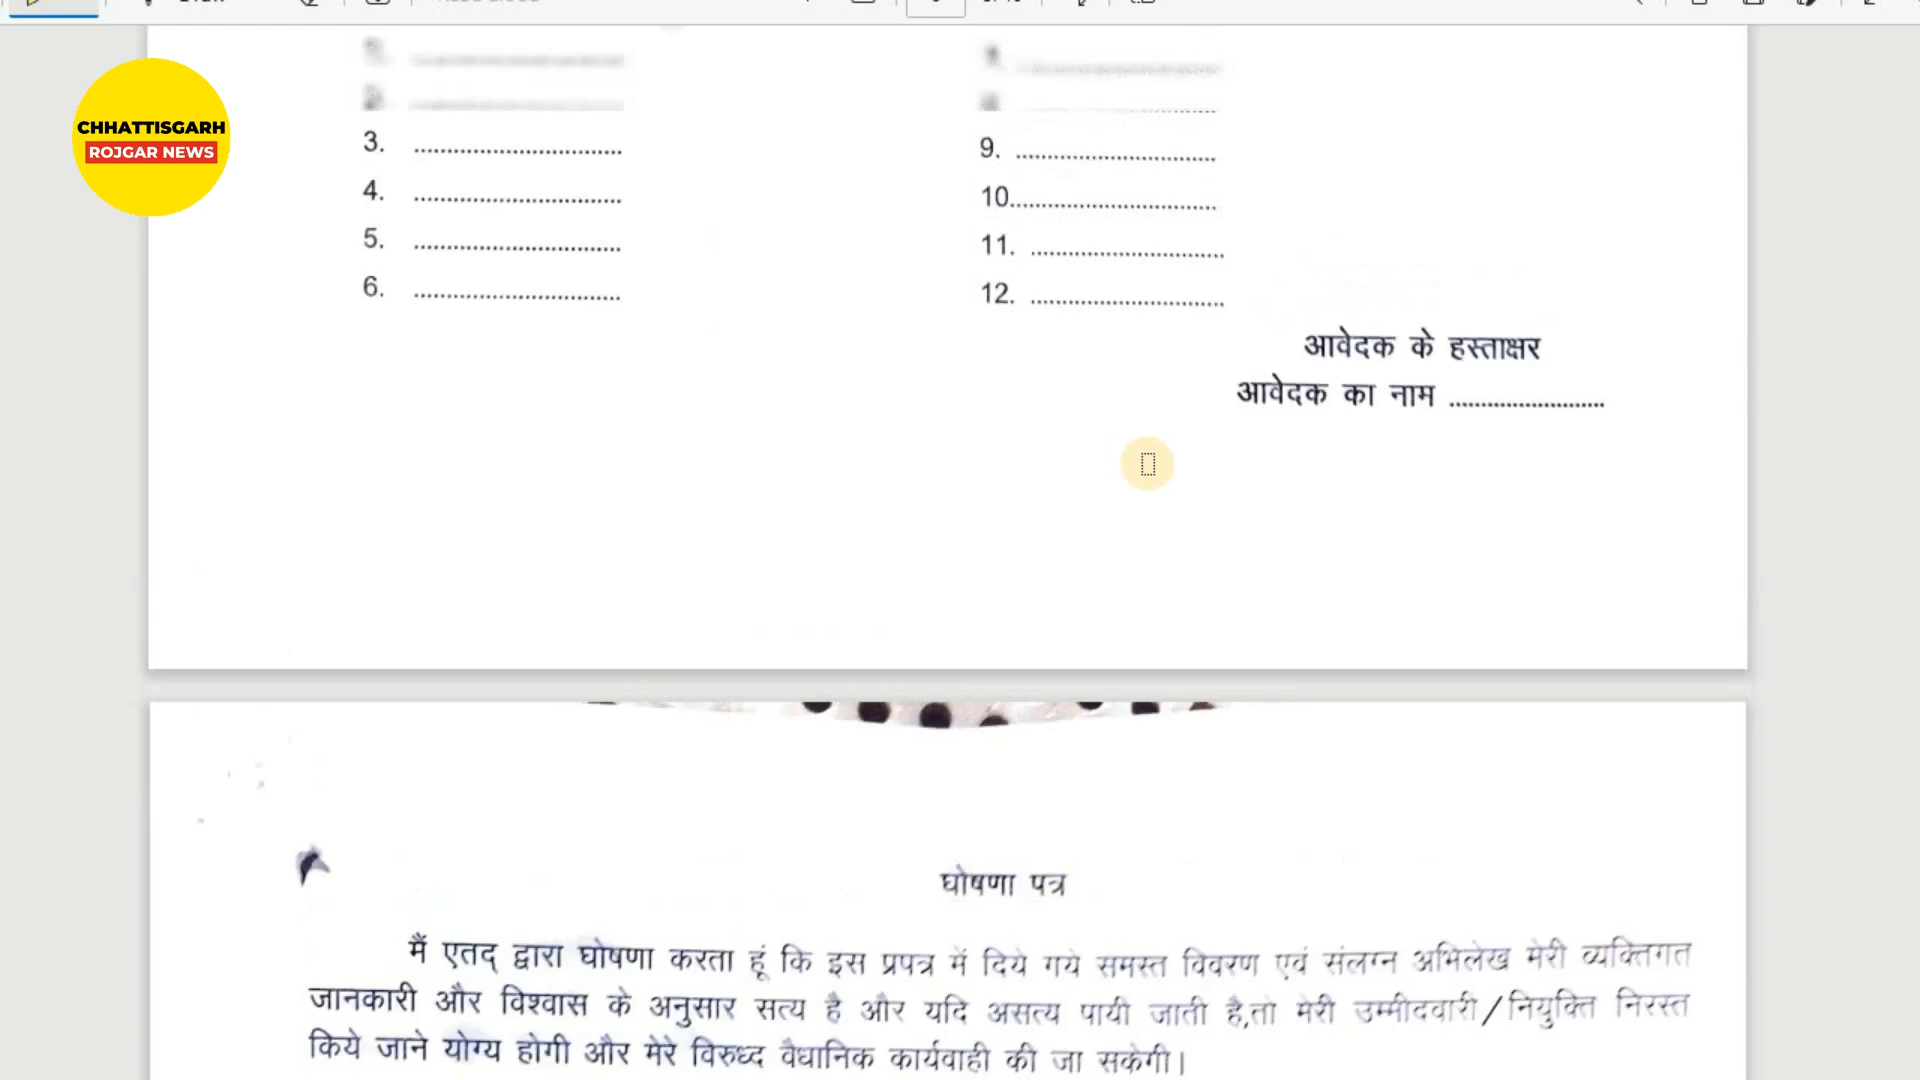 CHHATTISGARH
ROJGAR NEWS
3. ................................
4. ................................
5. ................................
6. ................................
9. ................................
10................................
11. ..............................
12. ..............................
आवेदक के हस्ताक्षर
आवेदक का नाम ........................
घोषणा पत्र
मैं एतद् द्वारा घोषणा करता हूं कि इस प्रपत्र में दिये गये समस्त विवरण एवं संलग्न अभिलेख मेरी व्यक्तिगत
जानकारी और विश्वास के अनुसार सत्य है और यदि असत्य पायी जाती है,तो मेरी उम्मीदवारी/नियुक्ति निरस्त
किये जाने योग्य होगी और मेरे विरुध्द वैधानिक कार्यवाही की जा सकेगी।